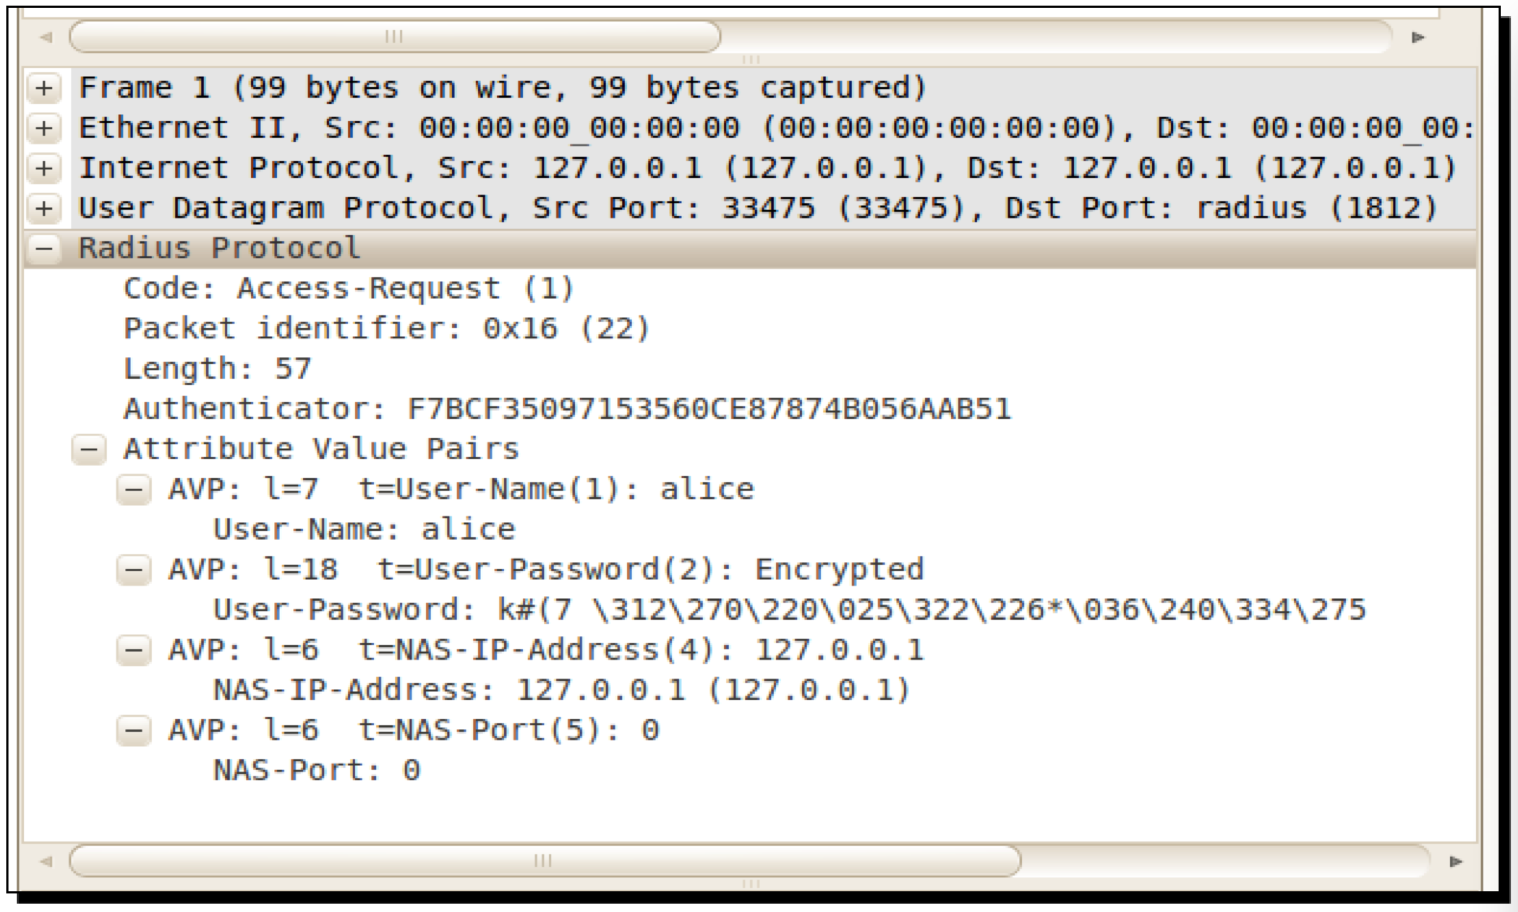 Frame 1 (99 bytes on wire, 99 bytes captured)
Ethernet II, Src: 00:00:00_00:00:00 (00:00:00:00:00:00), Dst: 00:00:00_00:
Internet Protocol, Src: 127.0.0.1 (127.0.0.1), Dst: 127.0.0.1 (127.0.0.1)
User Datagram Protocol, Src Port: 33475 (33475), Dst Port: radius (1812)
Radius Protocol
Code: Access-Request (1)
Packet identifier: 0x16 (22)
Length: 57
Authenticator: F7BCF35097153560CE87874B056AAB51
Attribute Value Pairs
AVP: l=7  t=User-Name(1): alice
User-Name: alice
AVP: l=18  t=User-Password(2): Encrypted
User-Password: k#(7 \312\270\220\025\322\226*\036\240\334\275
AVP: l=6  t=NAS-IP-Address(4): 127.0.0.1
NAS-IP-Address: 127.0.0.1 (127.0.0.1)
AVP: l=6  t=NAS-Port(5): 0
NAS-Port: 0